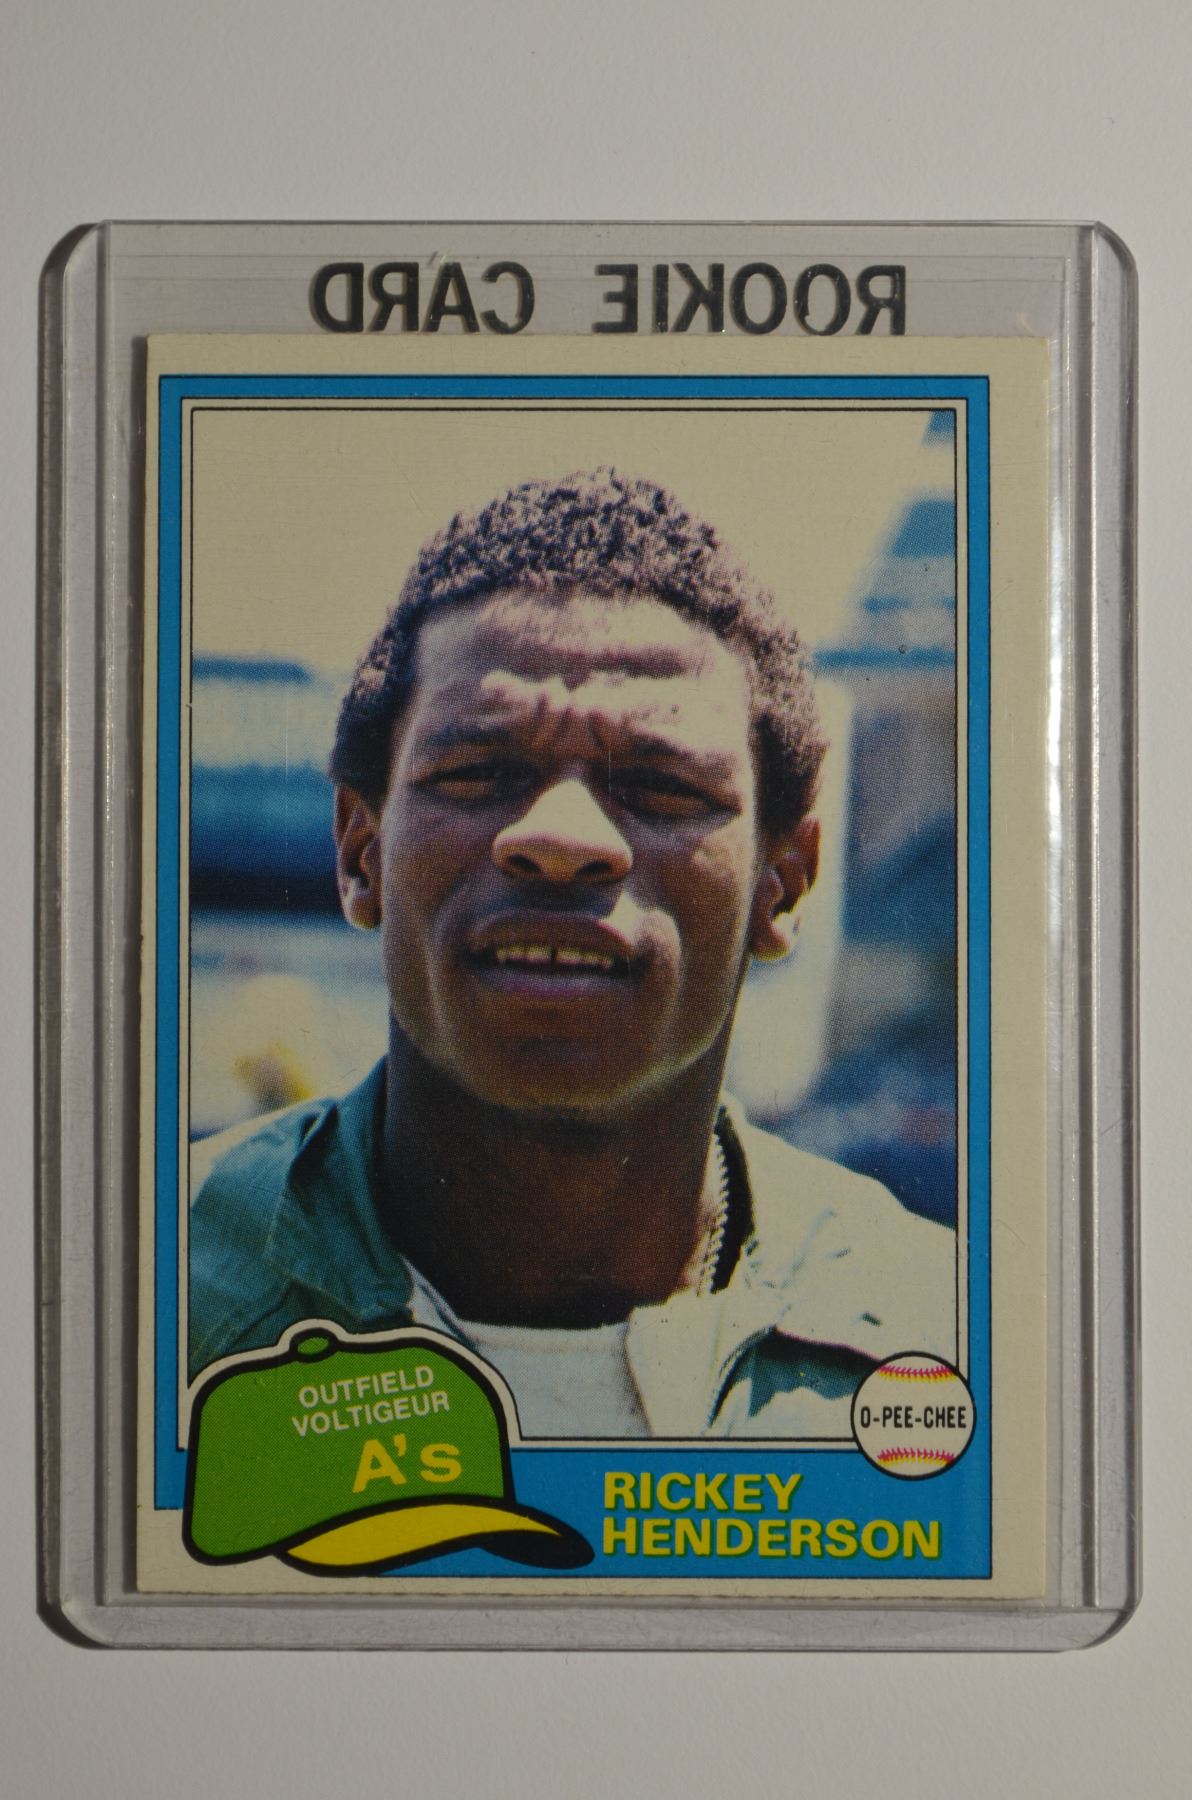 ROOKIE CARD
OUTFIELD
VOLTIGEUR
A's
O-PEE-CHEE
RICKEY
HENDERSON